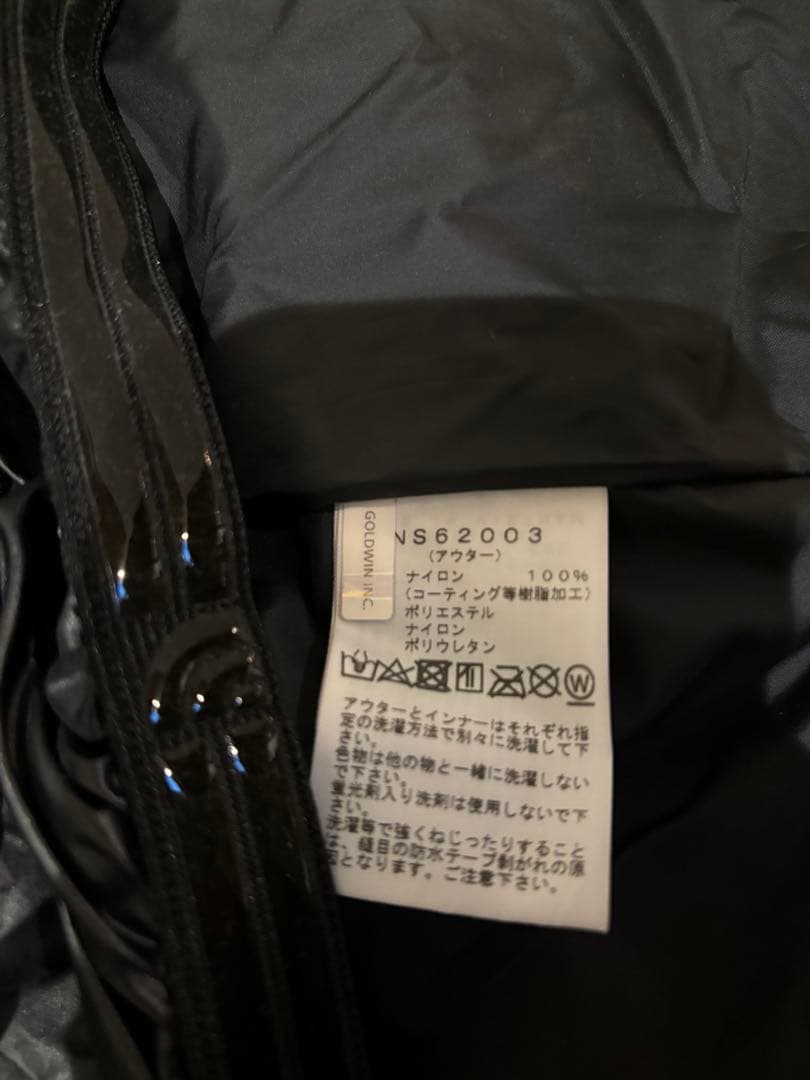 GOLDWIN INC.
NS62003
(アウター)
ナイロン 100%
(コーティング等樹脂加工)
ポリエステル
ナイロン
ポリウレタン
W
アウターとインナーはそれぞれ指
定の洗濯方法で別々に洗濯して下
さい。
色物は他の物と一緒に洗濯しない
で下さい。
蛍光剤入り洗剤は使用しないで下
さい。
洗濯等で強くねじったりすること
は、縫目の防水テープ剥がれの原
因となります。ご注意下さい。